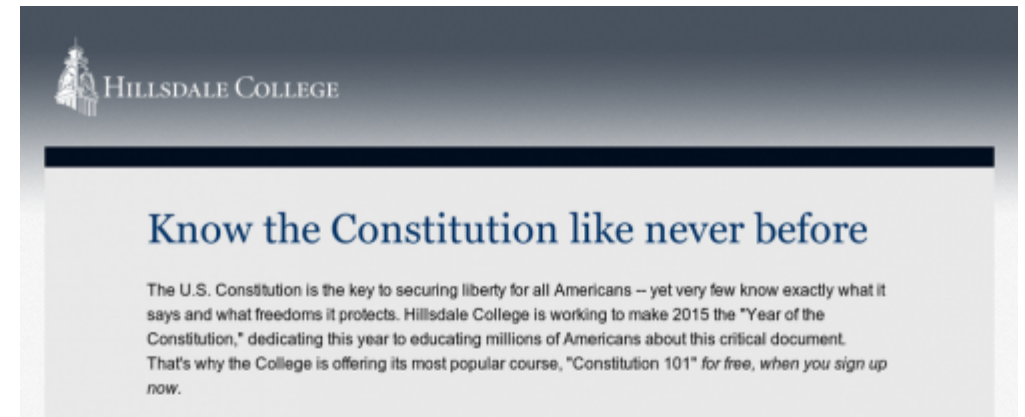 HILLSDALE COLLEGE
Know the Constitution like never before
The U.S. Constitution is the key to securing liberty for all Americans – yet very few know exactly what it
says and what freedoms it protects. Hillsdale College is working to make 2015 the "Year of the
Constitution," dedicating this year to educating millions of Americans about this critical document.
That's why the College is offering its most popular course, "Constitution 101" for free, when you sign up
now.